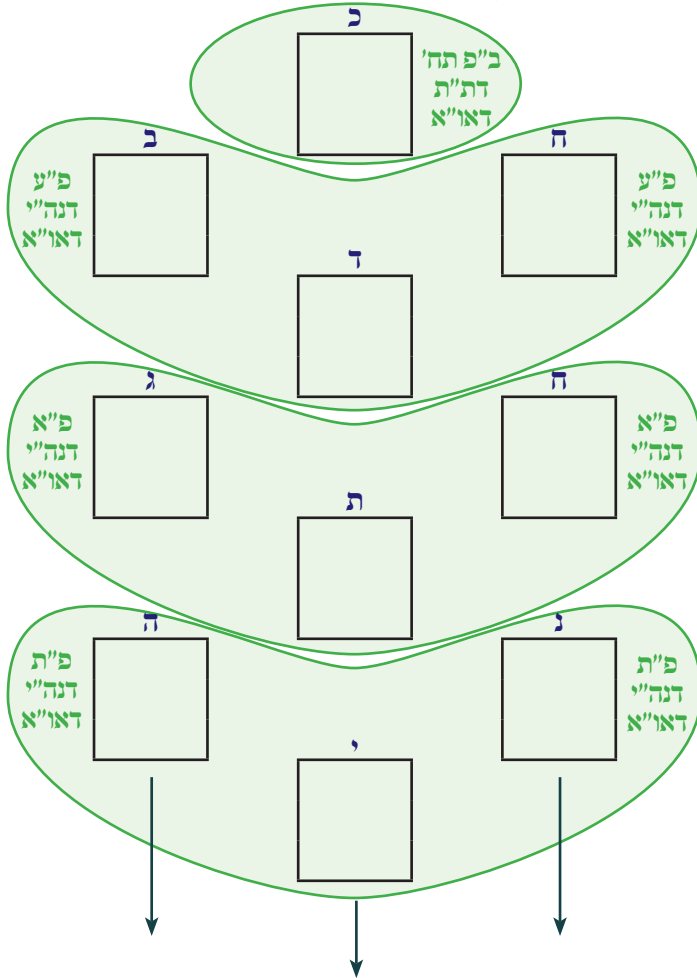 כ
ב"פ תח'
דת"ת
דאו"א
ח
ב
פ"ע
דנה"י
דאו"א
פ"ע
דנה"י
דאו"א
ד
ח
ג
פ"א
דנה"י
דאו"א
פ"א
דנה"י
דאו"א
ת
נ
ה
פ"ת
דנה"י
דאו"א
פ"ת
דנה"י
דאו"א
י